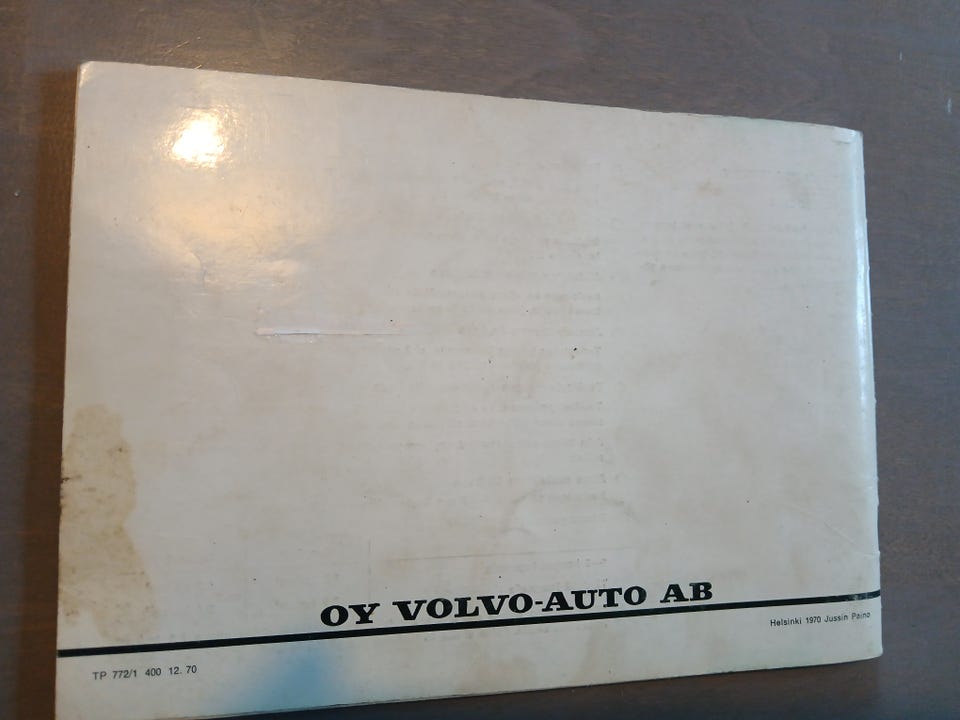 OY VOLVO-AUTO AB
Helsinki 1970 Jussin Paino
TP 772/1 400 12. 70